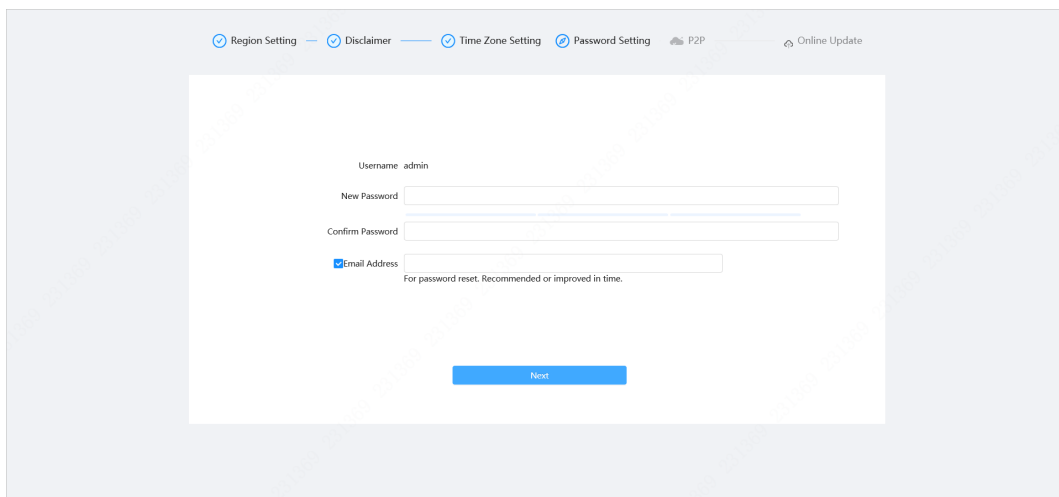 Region Setting Disclaimer Time Zone Setting Password Setting P2P Online Update
Username admin
New Password
Confirm Password
Email Address
For password reset. Recommended or improved in time.
Next